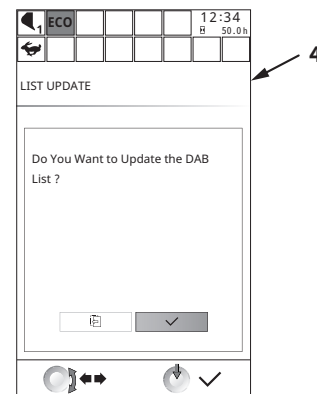 1 ECO 12:34
50.0h
LIST UPDATE
4
Do You Want to Update the DAB
List ?